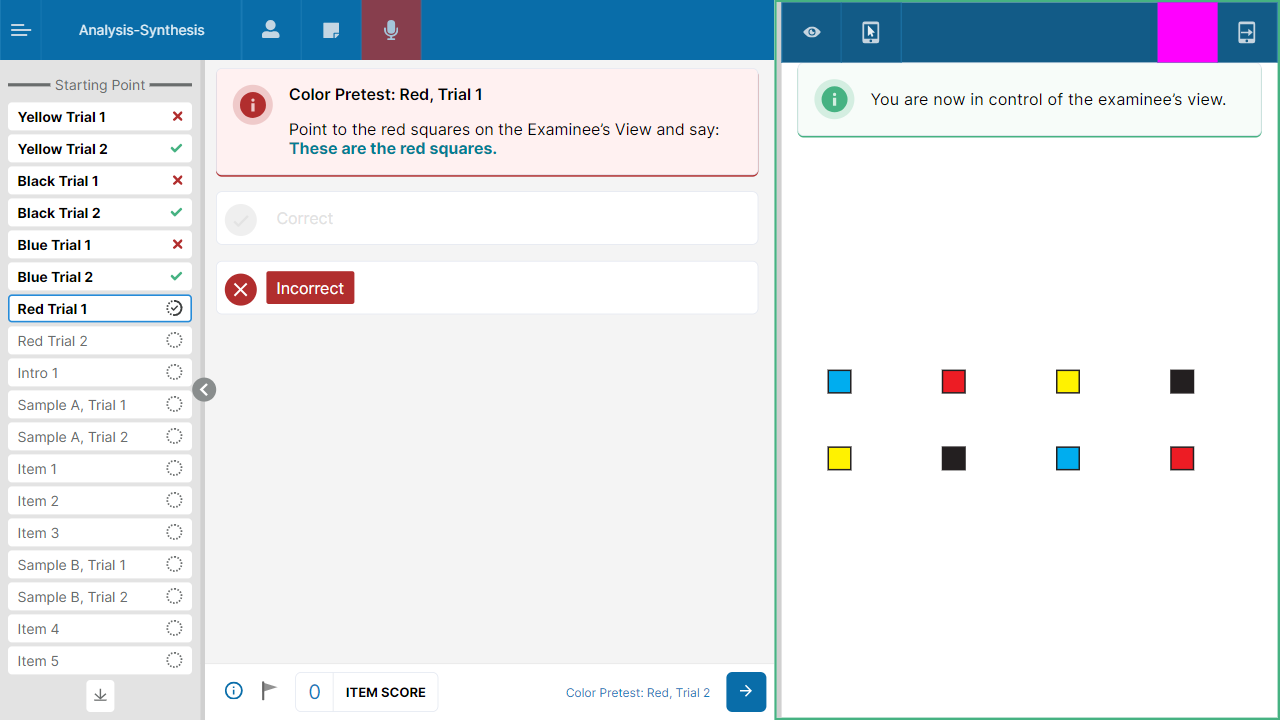 Analysis-Synthesis
Starting Point
Yellow Trial 1
Yellow Trial 2
Black Trial 1
Black Trial 2
Blue Trial 1
Blue Trial 2
Red Trial 1
Red Trial 2
Intro 1
Sample A, Trial 1
Sample A, Trial 2
Item 1
Item 2
Item 3
Sample B, Trial 1
Sample B, Trial 2
Item 4
Item 5
Color Pretest: Red, Trial 1
Point to the red squares on the Examinee’s View and say:
These are the red squares.
Correct
Incorrect
0 ITEM SCORE
Color Pretest: Red, Trial 2
You are now in control of the examinee’s view.